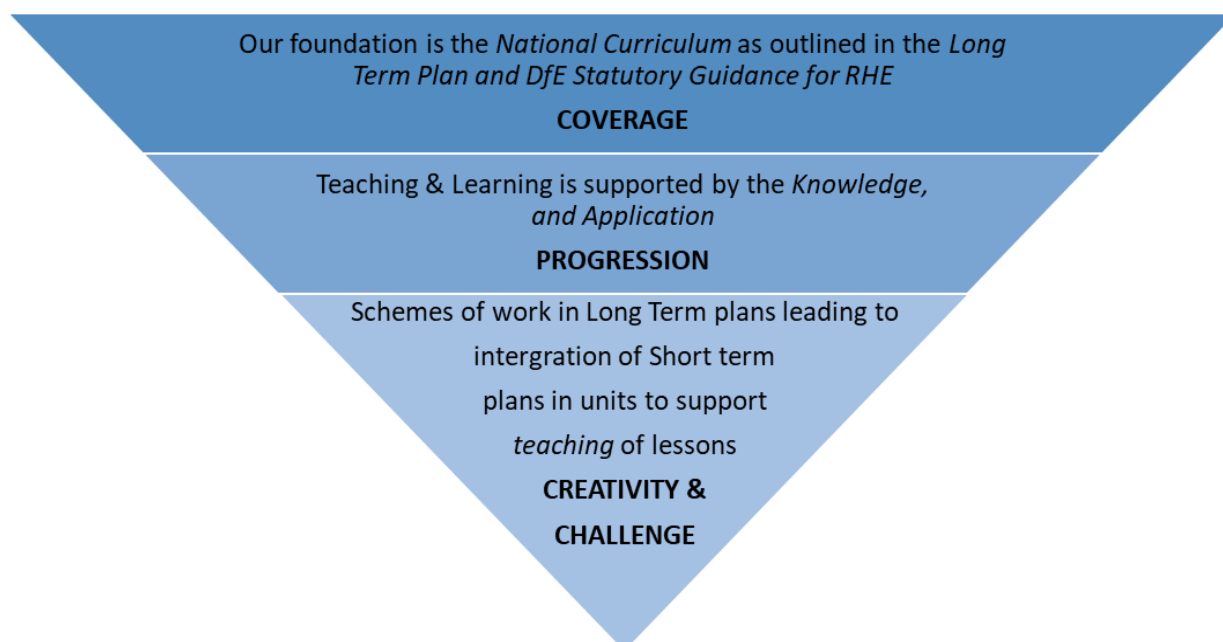 Our foundation is the National Curriculum as outlined in the Long
Term Plan and DfE Statutory Guidance for RHE
COVERAGE
Teaching & Learning is supported by the Knowledge,
and Application
PROGRESSION
Schemes of work in Long Term plans leading to
intergration of Short term
plans in units to support
teaching of lessons
CREATIVITY &
CHALLENGE